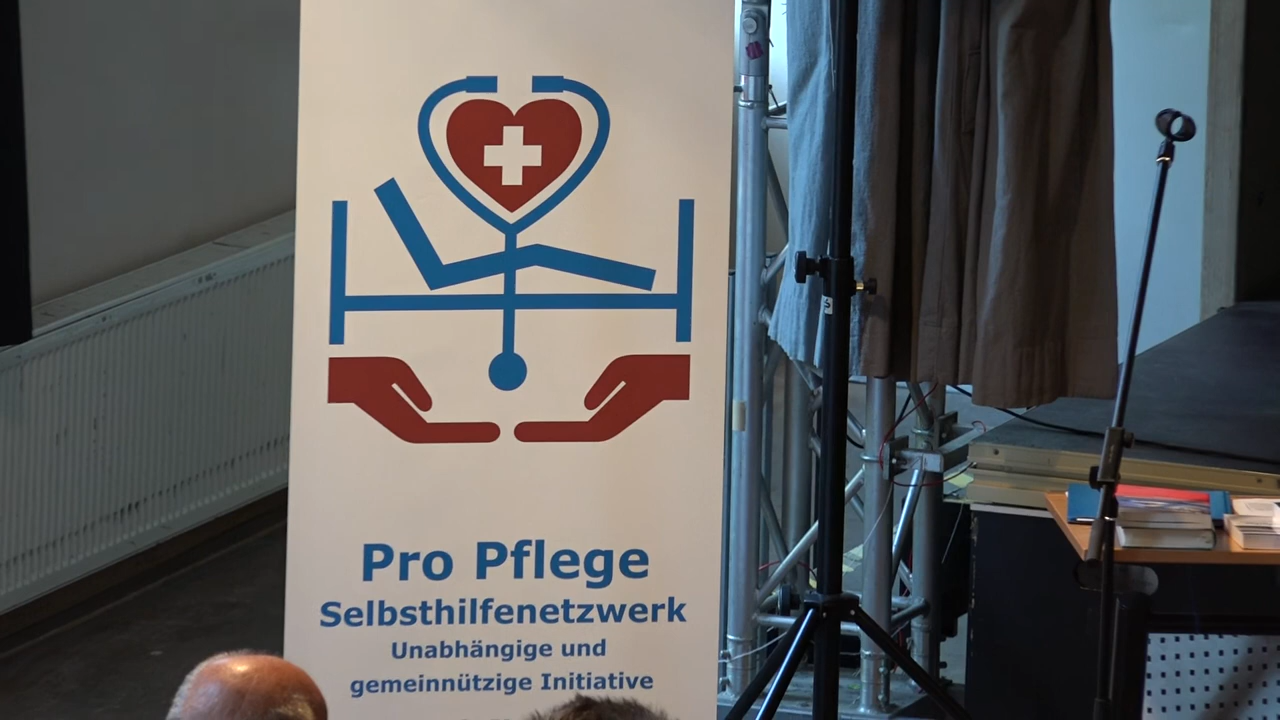 Pro Pflege
Selbsthilfenetzwerk
Unabhängige und
gemeinnützige Initiative